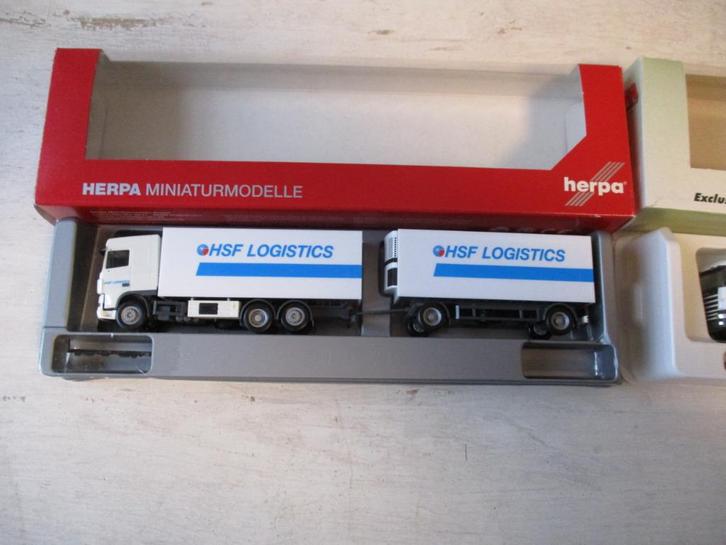 HERPA MINIATURMODELLE
herpa
Exclu
HSF LOGISTICS
HSF LOGISTICS